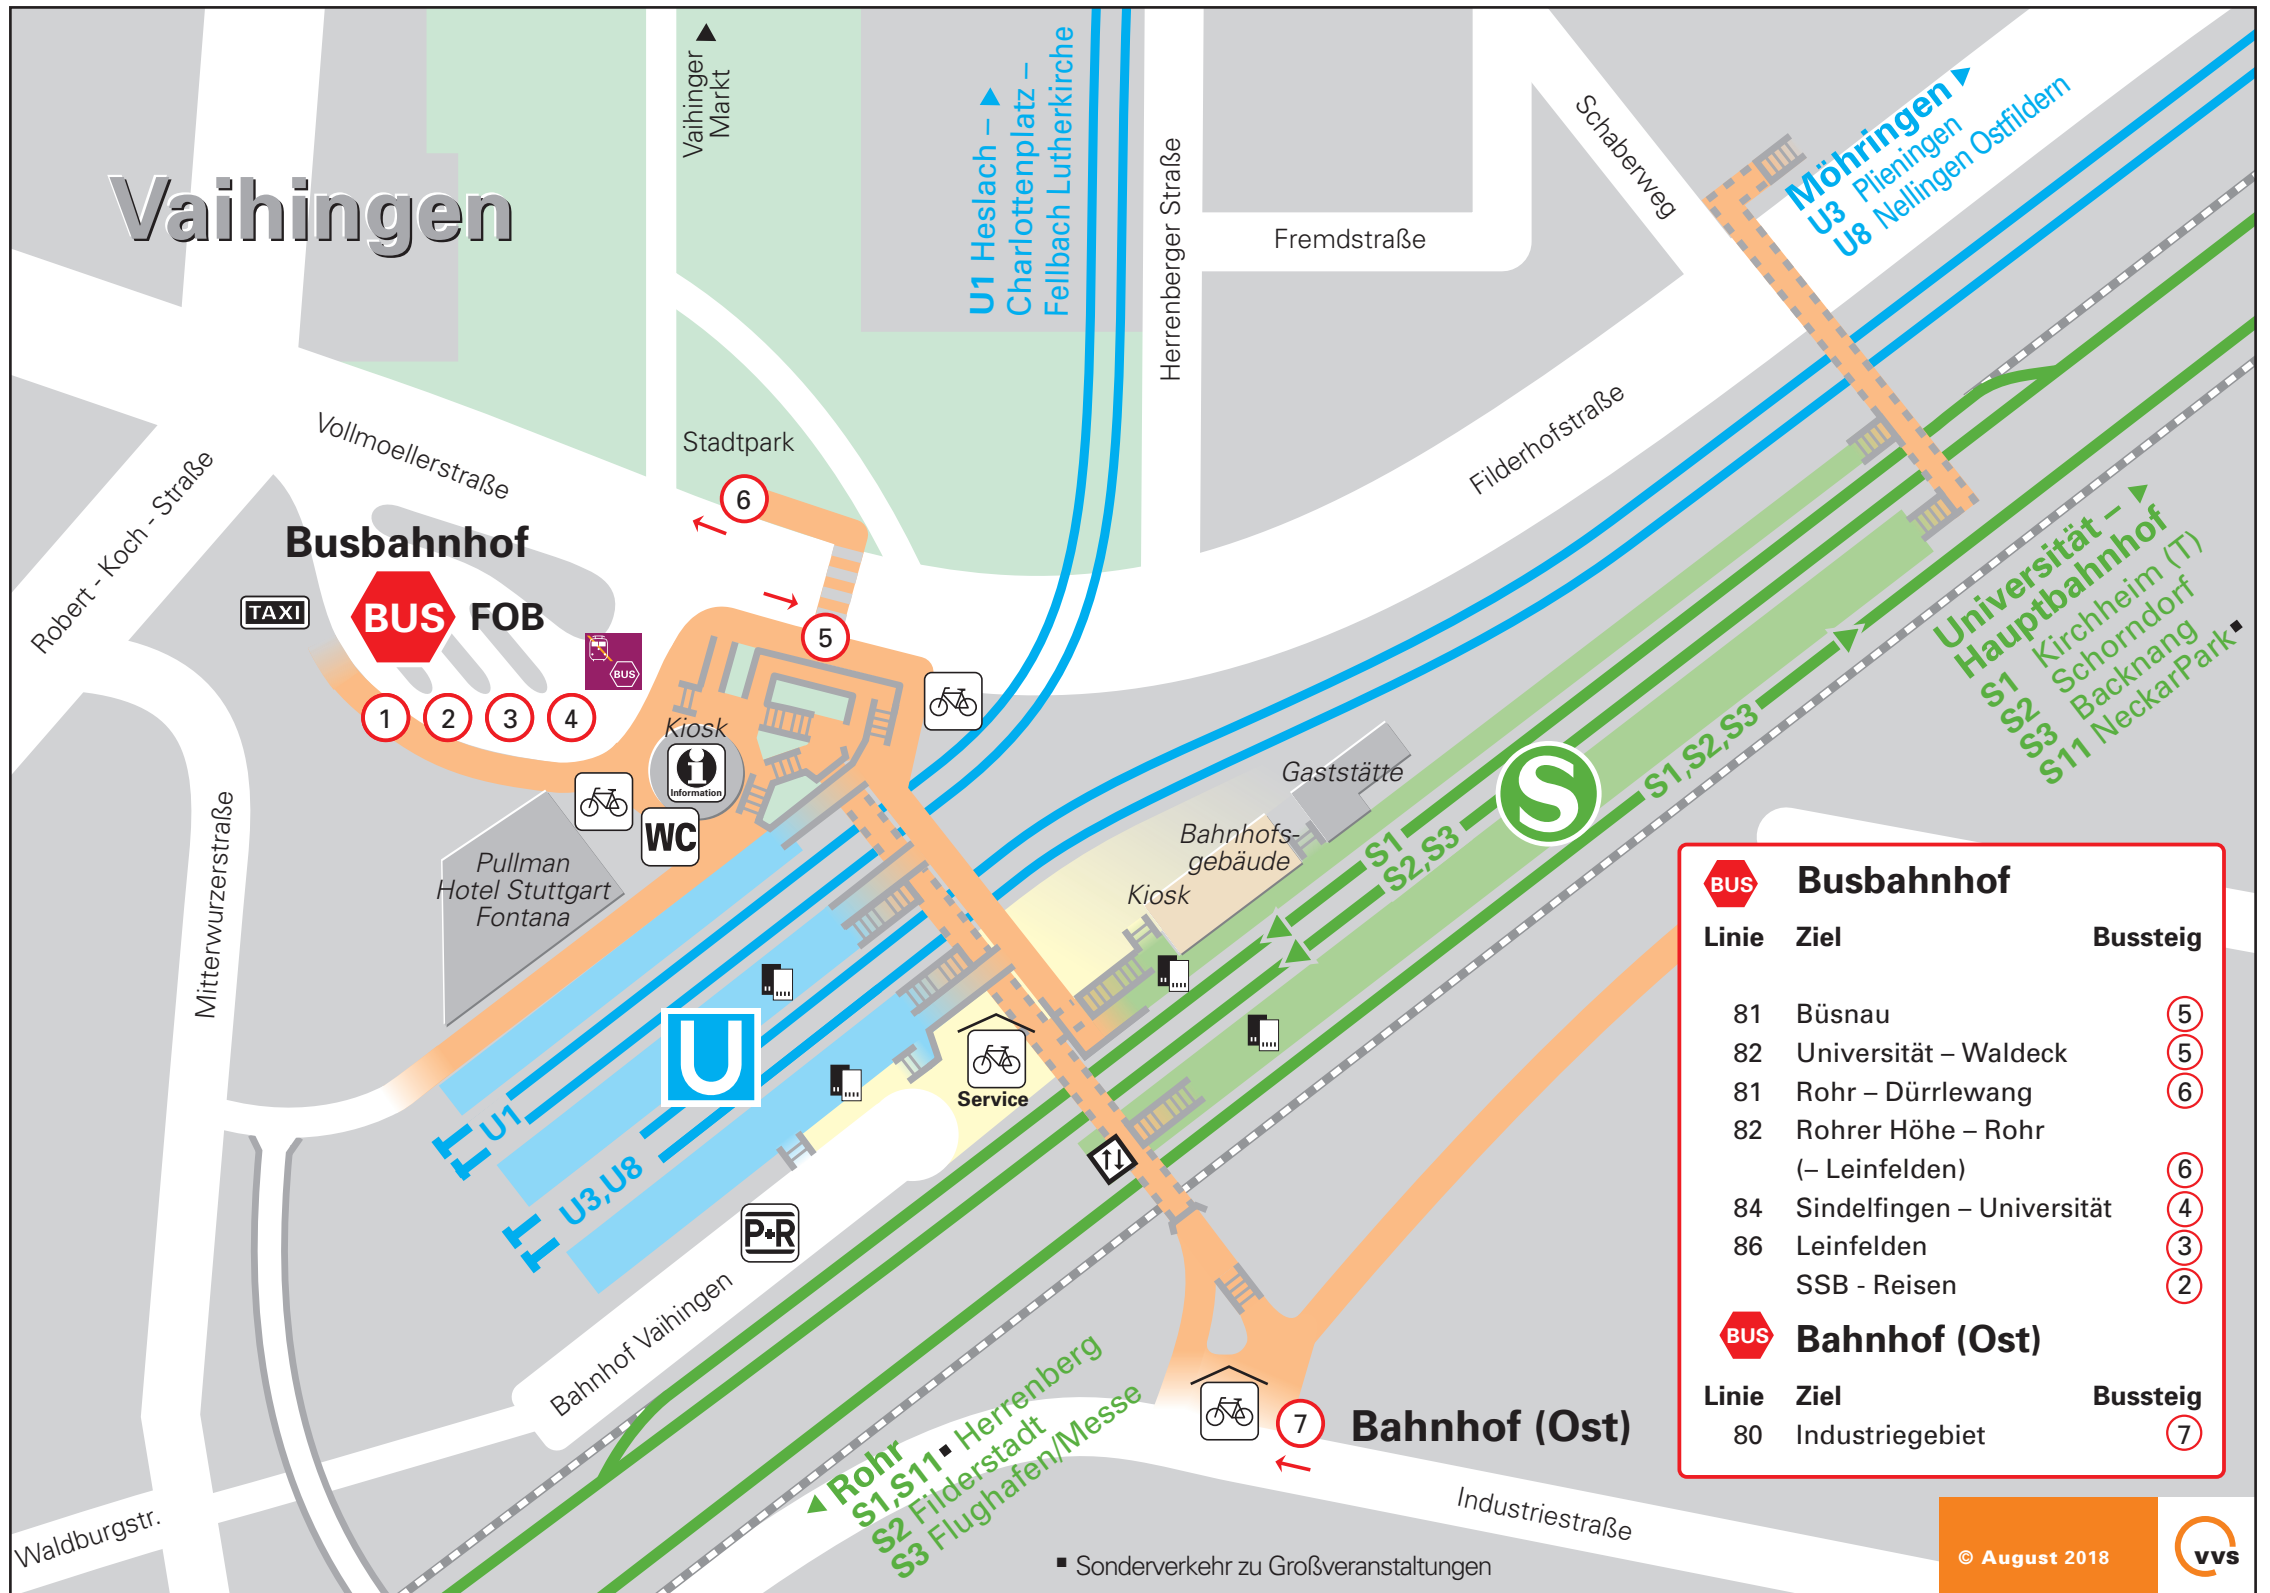 Vaihingen
Vaihinger
Markt
U1 Heslach –
Charlottenplatz –
Fellbach Lutherkirche
Herrenberger Straße
Fremdstraße
Schaberweg
Möhringen
U3 Plieningen
U8 Nellingen Ostfildern
Filderhofstraße
Vollmoellerstraße
Stadtpark
Robert - Koch - Straße
Busbahnhof
TAXI
BUS
FOB
BUS
6
5
1
2
3
4
Kiosk
i
Information
WC
Pullman
Hotel Stuttgart
Fontana
Mitterwurzerstraße
Gaststätte
Bahnhofs-
gebäude
Kiosk
S
S1
S2,S3
S1,S2,S3
Universität –
Hauptbahnhof
S1 Kirchheim (T)
S2 Schorndorf
S3 Backnang
S11 NeckarPark▪
U
U1
U3,U8
Service
P+R
Bahnhof Vaihingen
Waldburgstr.
Rohr
S1,S11▪ Herrenberg
S2 Filderstadt
S3 Flughafen/Messe
7
Bahnhof (Ost)
Industriestraße
▪ Sonderverkehr zu Großveranstaltungen
BUS Busbahnhof
Linie Ziel Bussteig
81 Büsnau 5
82 Universität – Waldeck 5
81 Rohr – Dürrlewang 6
82 Rohrer Höhe – Rohr
(– Leinfelden) 6
84 Sindelfingen – Universität 4
86 Leinfelden 3
SSB - Reisen 2
BUS Bahnhof (Ost)
Linie Ziel Bussteig
80 Industriegebiet 7
© August 2018
vvs